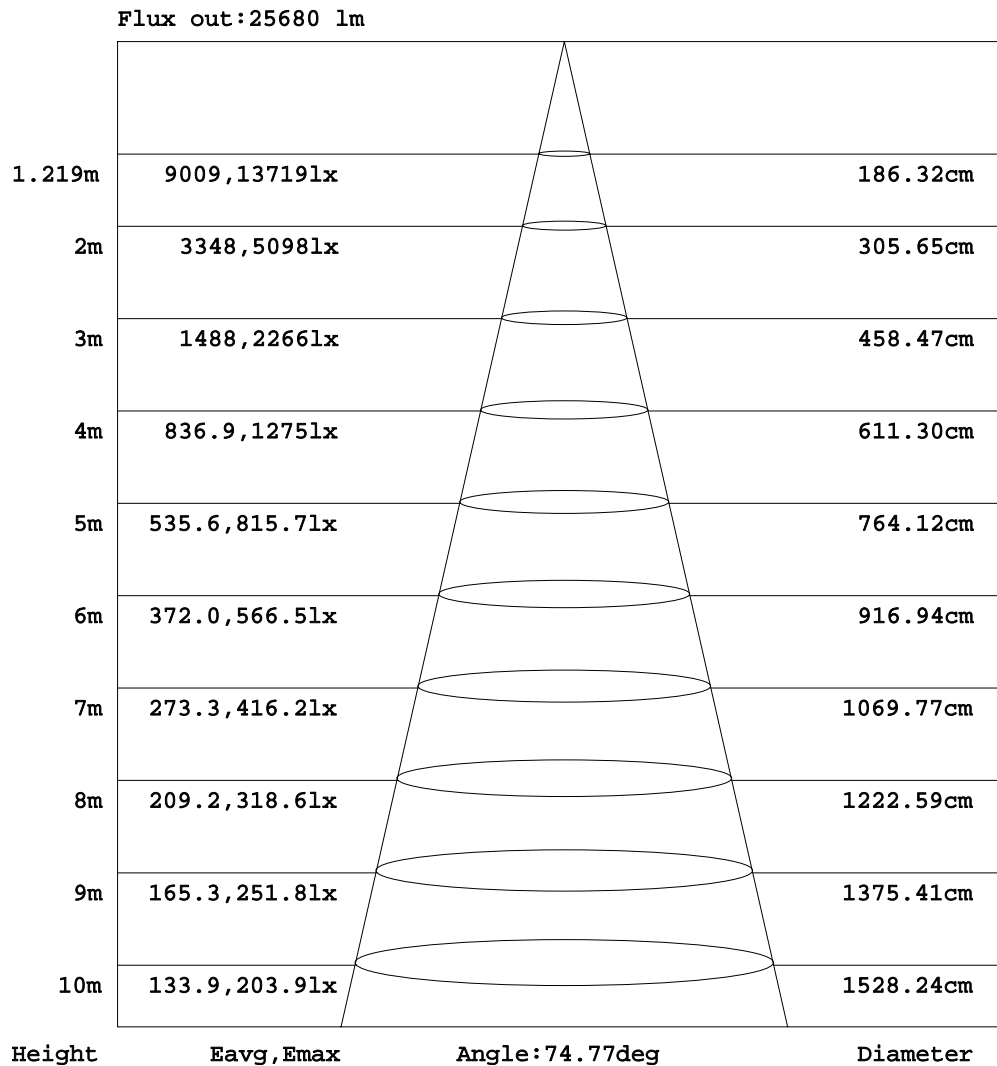 Flux out:25680 lm
1.219m 9009,13719lx 186.32cm
2m 3348,5098lx 305.65cm
3m 1488,2266lx 458.47cm
4m 836.9,1275lx 611.30cm
5m 535.6,815.7lx 764.12cm
6m 372.0,566.5lx 916.94cm
7m 273.3,416.2lx 1069.77cm
8m 209.2,318.6lx 1222.59cm
9m 165.3,251.8lx 1375.41cm
10m 133.9,203.9lx 1528.24cm
Height Eavg,Emax Angle:74.77deg Diameter